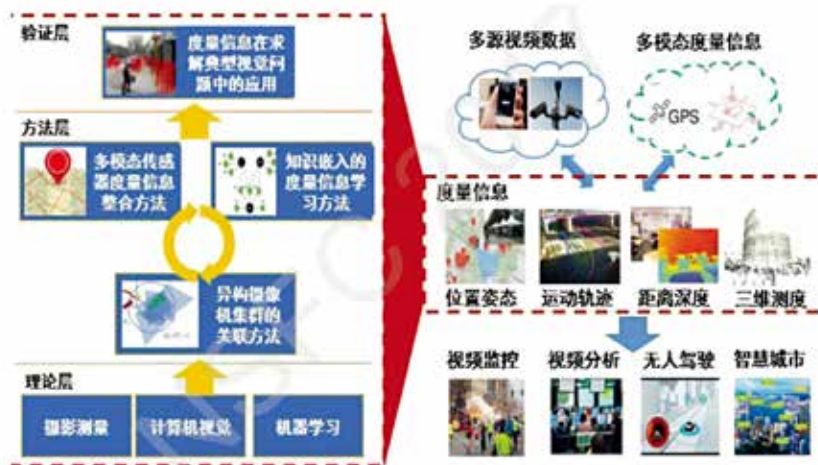 验证层
度量信息在求
解典型视觉问
题中的应用
方法层
多模态传感
器度量信息
整合方法
知识嵌入的
度量信息学
习方法
异构摄像
机集群的
关联方法
理论层
摄影测量
计算机视觉
机器学习
多源视频数据
多模态度量信息
GPS
度量信息
位置姿态
运动轨迹
距离深度
三维测度
视频监控
视频分析
无人驾驶
智慧城市